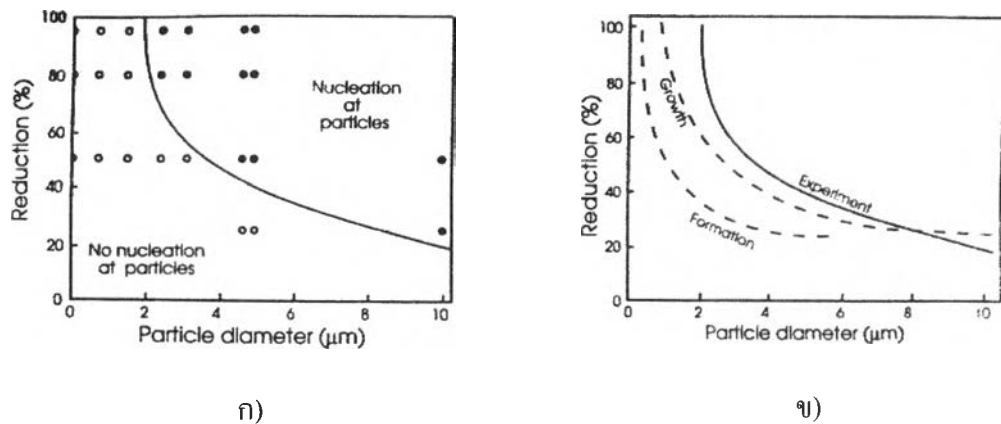 100
80
60
40
20
0
Reduction (%)
Nucleation
at
particles
No nucleation
at particles
0
2
4
6
8
10
Particle diameter (μm)
ก)
100
80
60
40
20
0
Reduction (%)
Growth
Experiment
Formation
0
2
4
6
8
10
Particle diameter (μm)
ข)